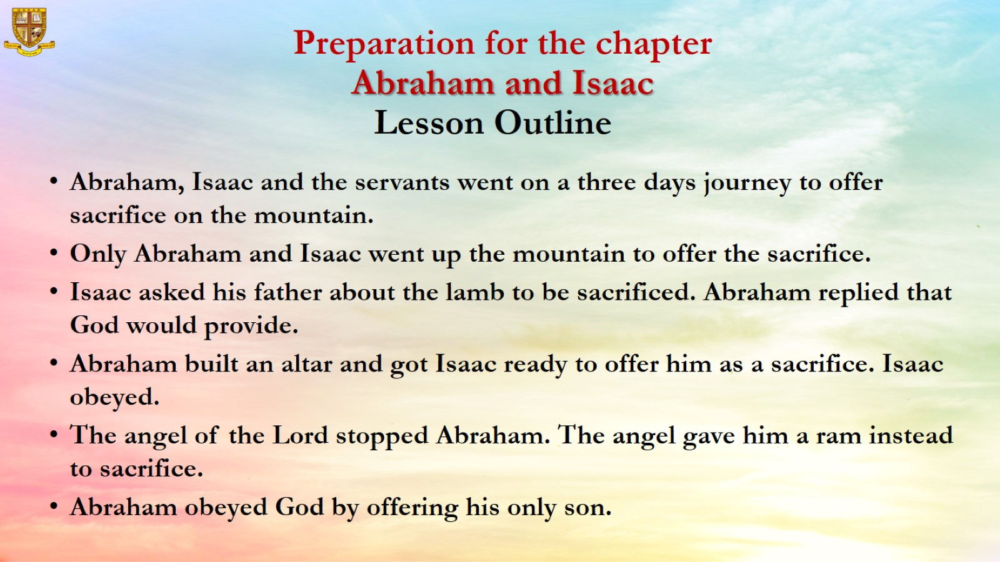 Preparation for the chapter
Abraham and Isaac
Lesson Outline
• Abraham, Isaac and the servants went on a three days journey to offer
sacrifice on the mountain.
• Only Abraham and Isaac went up the mountain to offer the sacrifice.
• Isaac asked his father about the lamb to be sacrificed. Abraham replied that
God would provide.
• Abraham built an altar and got Isaac ready to offer him as a sacrifice. Isaac
obeyed.
• The angel of the Lord stopped Abraham. The angel gave him a ram instead
to sacrifice.
• Abraham obeyed God by offering his only son.